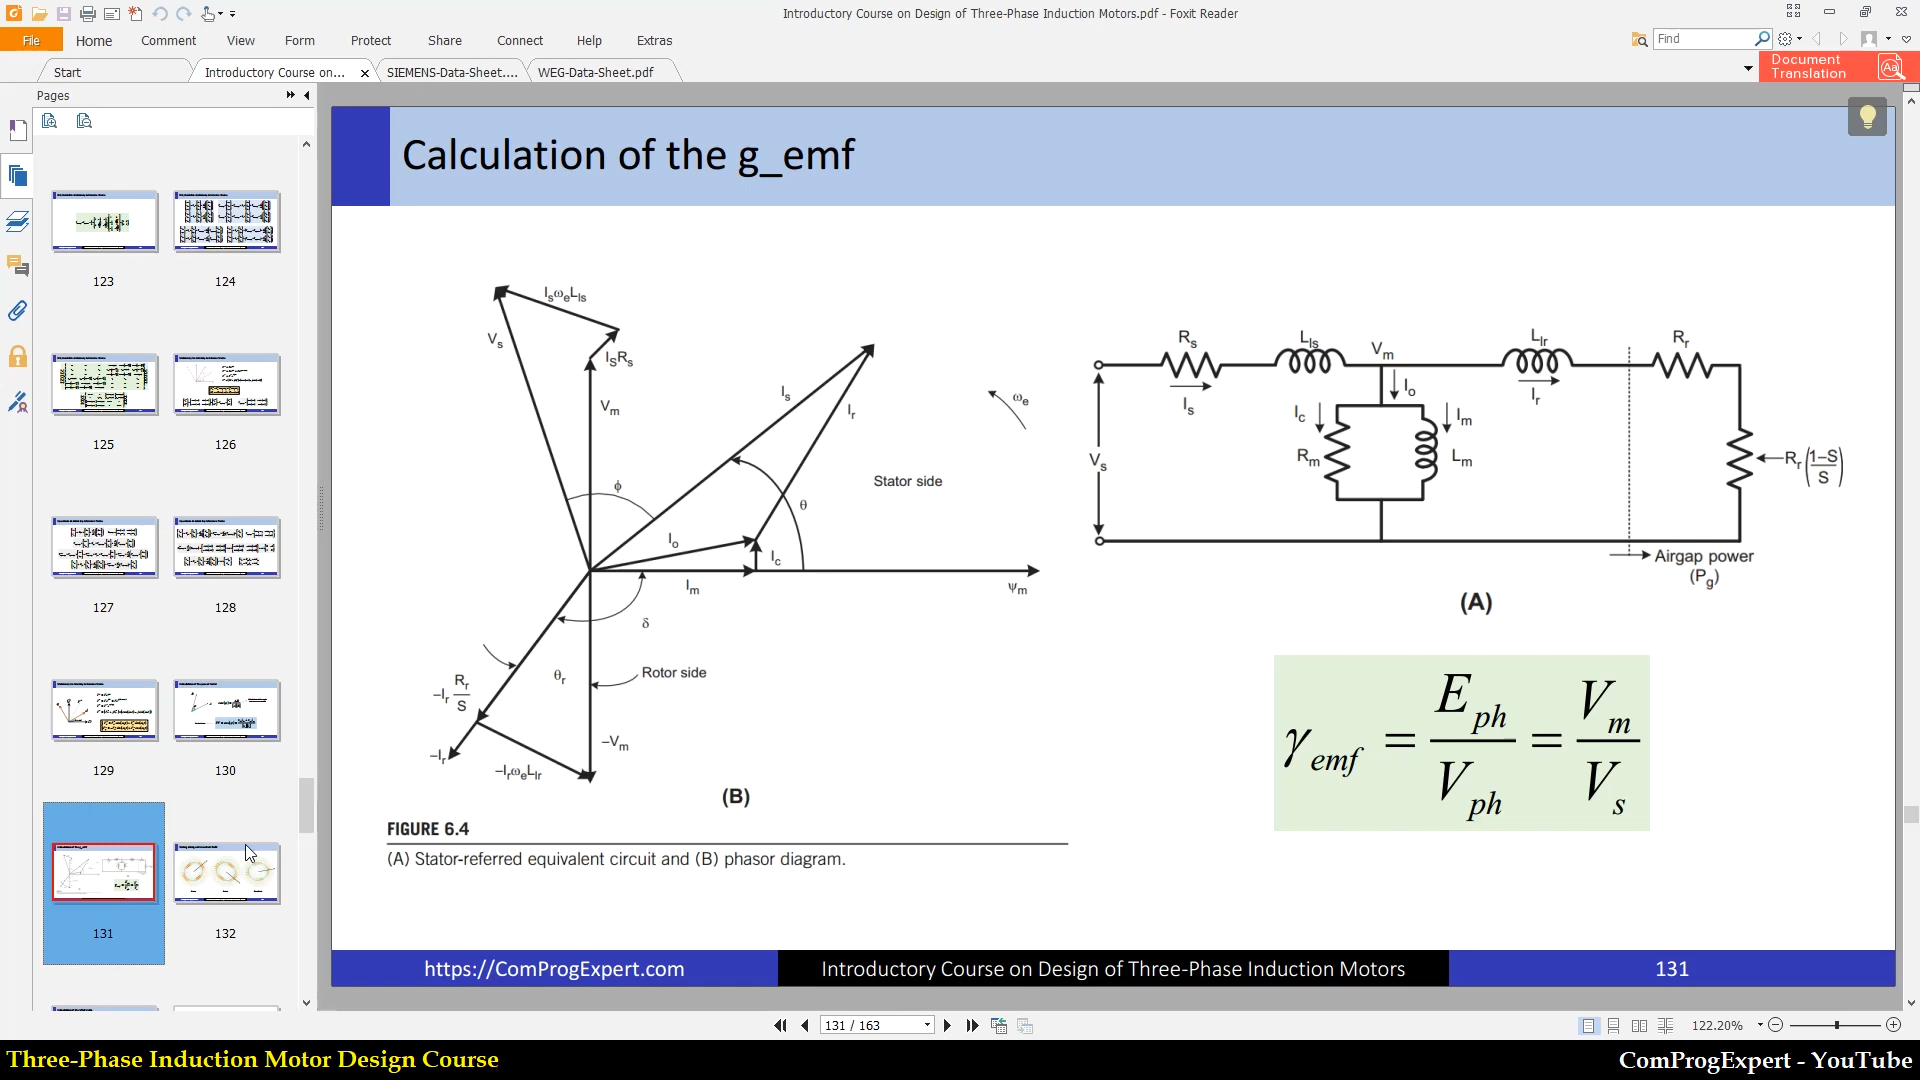 Introductory Course on Design of Three-Phase Induction Motors.pdf - Foxit Reader
File Home Comment View Form Protect Share Connect Help Extras
Find
Start
Introductory Course on...
SIEMENS-Data-Sheet....
WEG-Data-Sheet.pdf
Document
Translation
Pages
123 124
125 126
127 128
129 130
131 132
Calculation of the g_emf
Isωe Lls
Vs
ISRs
Vm
Is
Ir
ωe
ϕ
θ
Stator side
Io
Ic
Im
ψm
δ
θr
Rotor side
–Ir Rr/S
–Vm
–Ir
–Irωe Llr
(B)
Rs
Lls
Vm
Llr
Rr
Is
Io
Ir
Ic
Im
Rm
Lm
Vs
Rr(1–S/S)
Airgap power
(Pg)
(A)
γemf = Eph/Vph = Vm/Vs
FIGURE 6.4
(A) Stator-referred equivalent circuit and (B) phasor diagram.
https://ComProgExpert.com
Introductory Course on Design of Three-Phase Induction Motors
131
131 / 163
122.20%
Three-Phase Induction Motor Design Course
ComProgExpert - YouTube